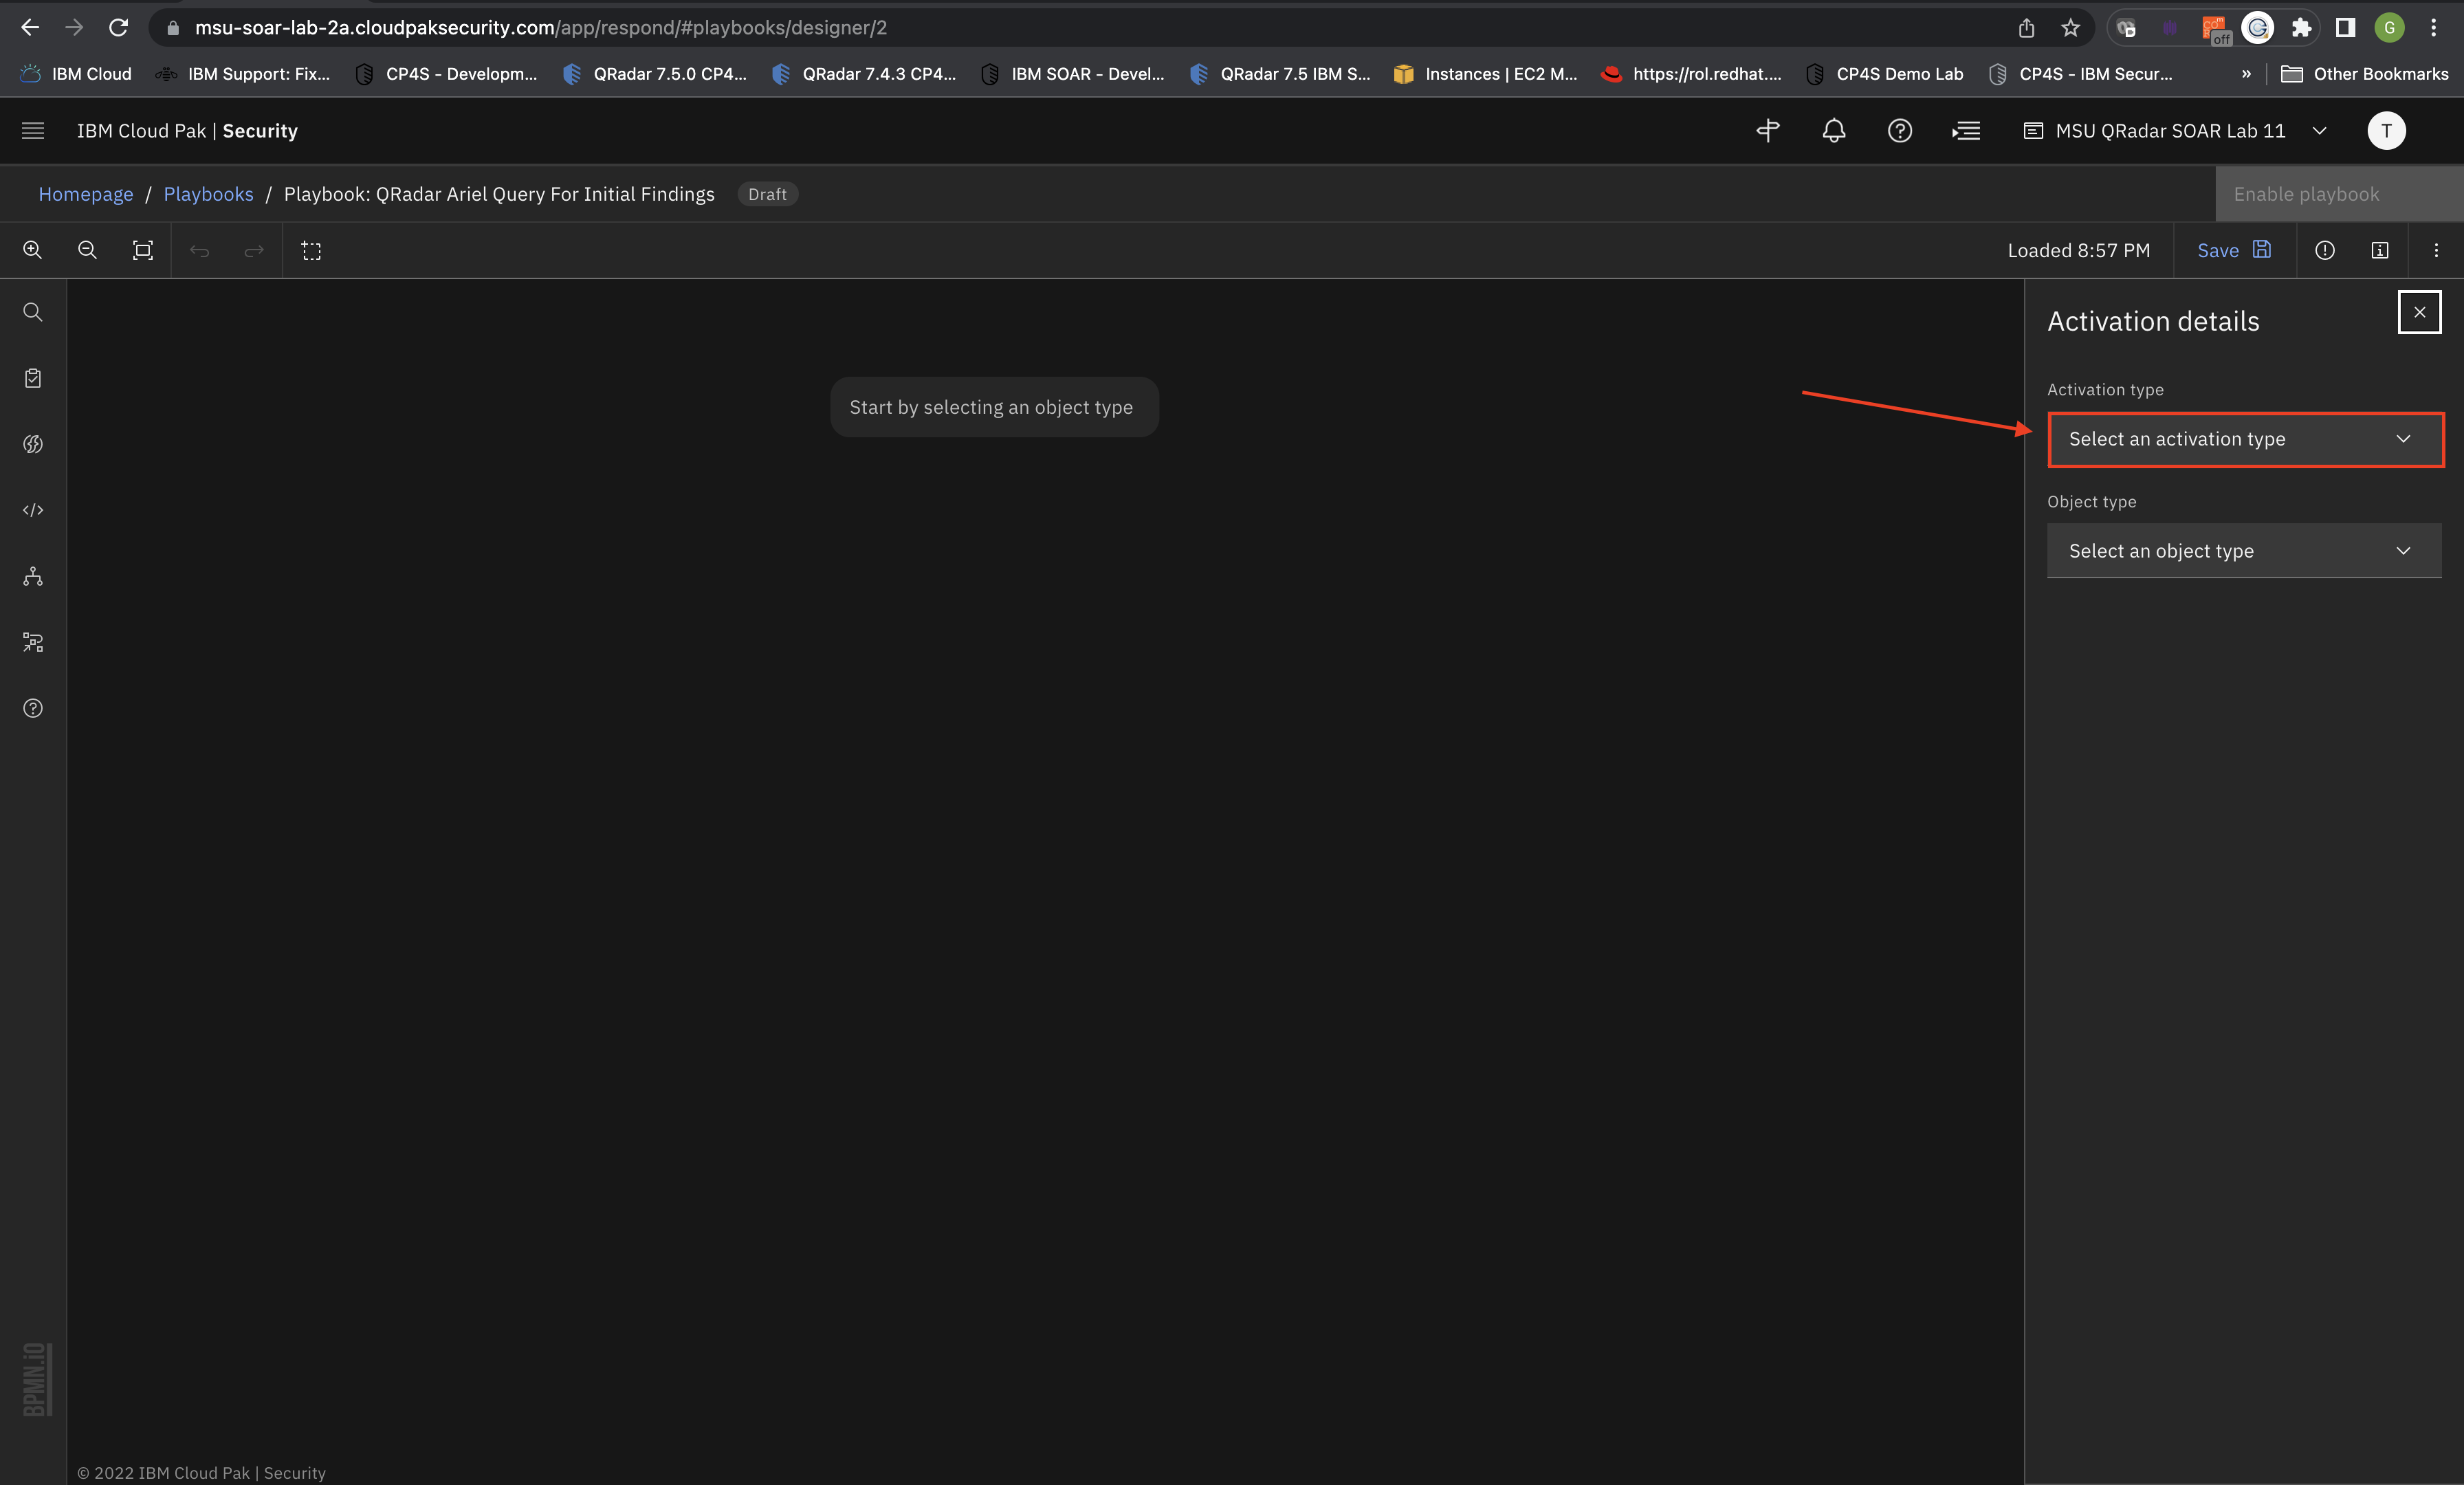 msu-soar-lab-2a.cloudpaksecurity.com/app/respond/#playbooks/designer/2
off
G
IBM Cloud
IBM Support: Fix...
CP4S - Developm...
QRadar 7.5.0 CP4...
QRadar 7.4.3 CP4...
IBM SOAR - Devel...
QRadar 7.5 IBM S...
Instances | EC2 M...
https://rol.redhat....
CP4S Demo Lab
CP4S - IBM Secur...
»
Other Bookmarks
IBM Cloud Pak | Security
MSU QRadar SOAR Lab 11
T
Homepage / Playbooks / Playbook: QRadar Ariel Query For Initial Findings
Draft
Enable playbook
Loaded 8:57 PM
Save
Activation details
Activation type
Start by selecting an object type
Select an activation type
Object type
Select an object type
BPMN.iO
© 2022 IBM Cloud Pak | Security